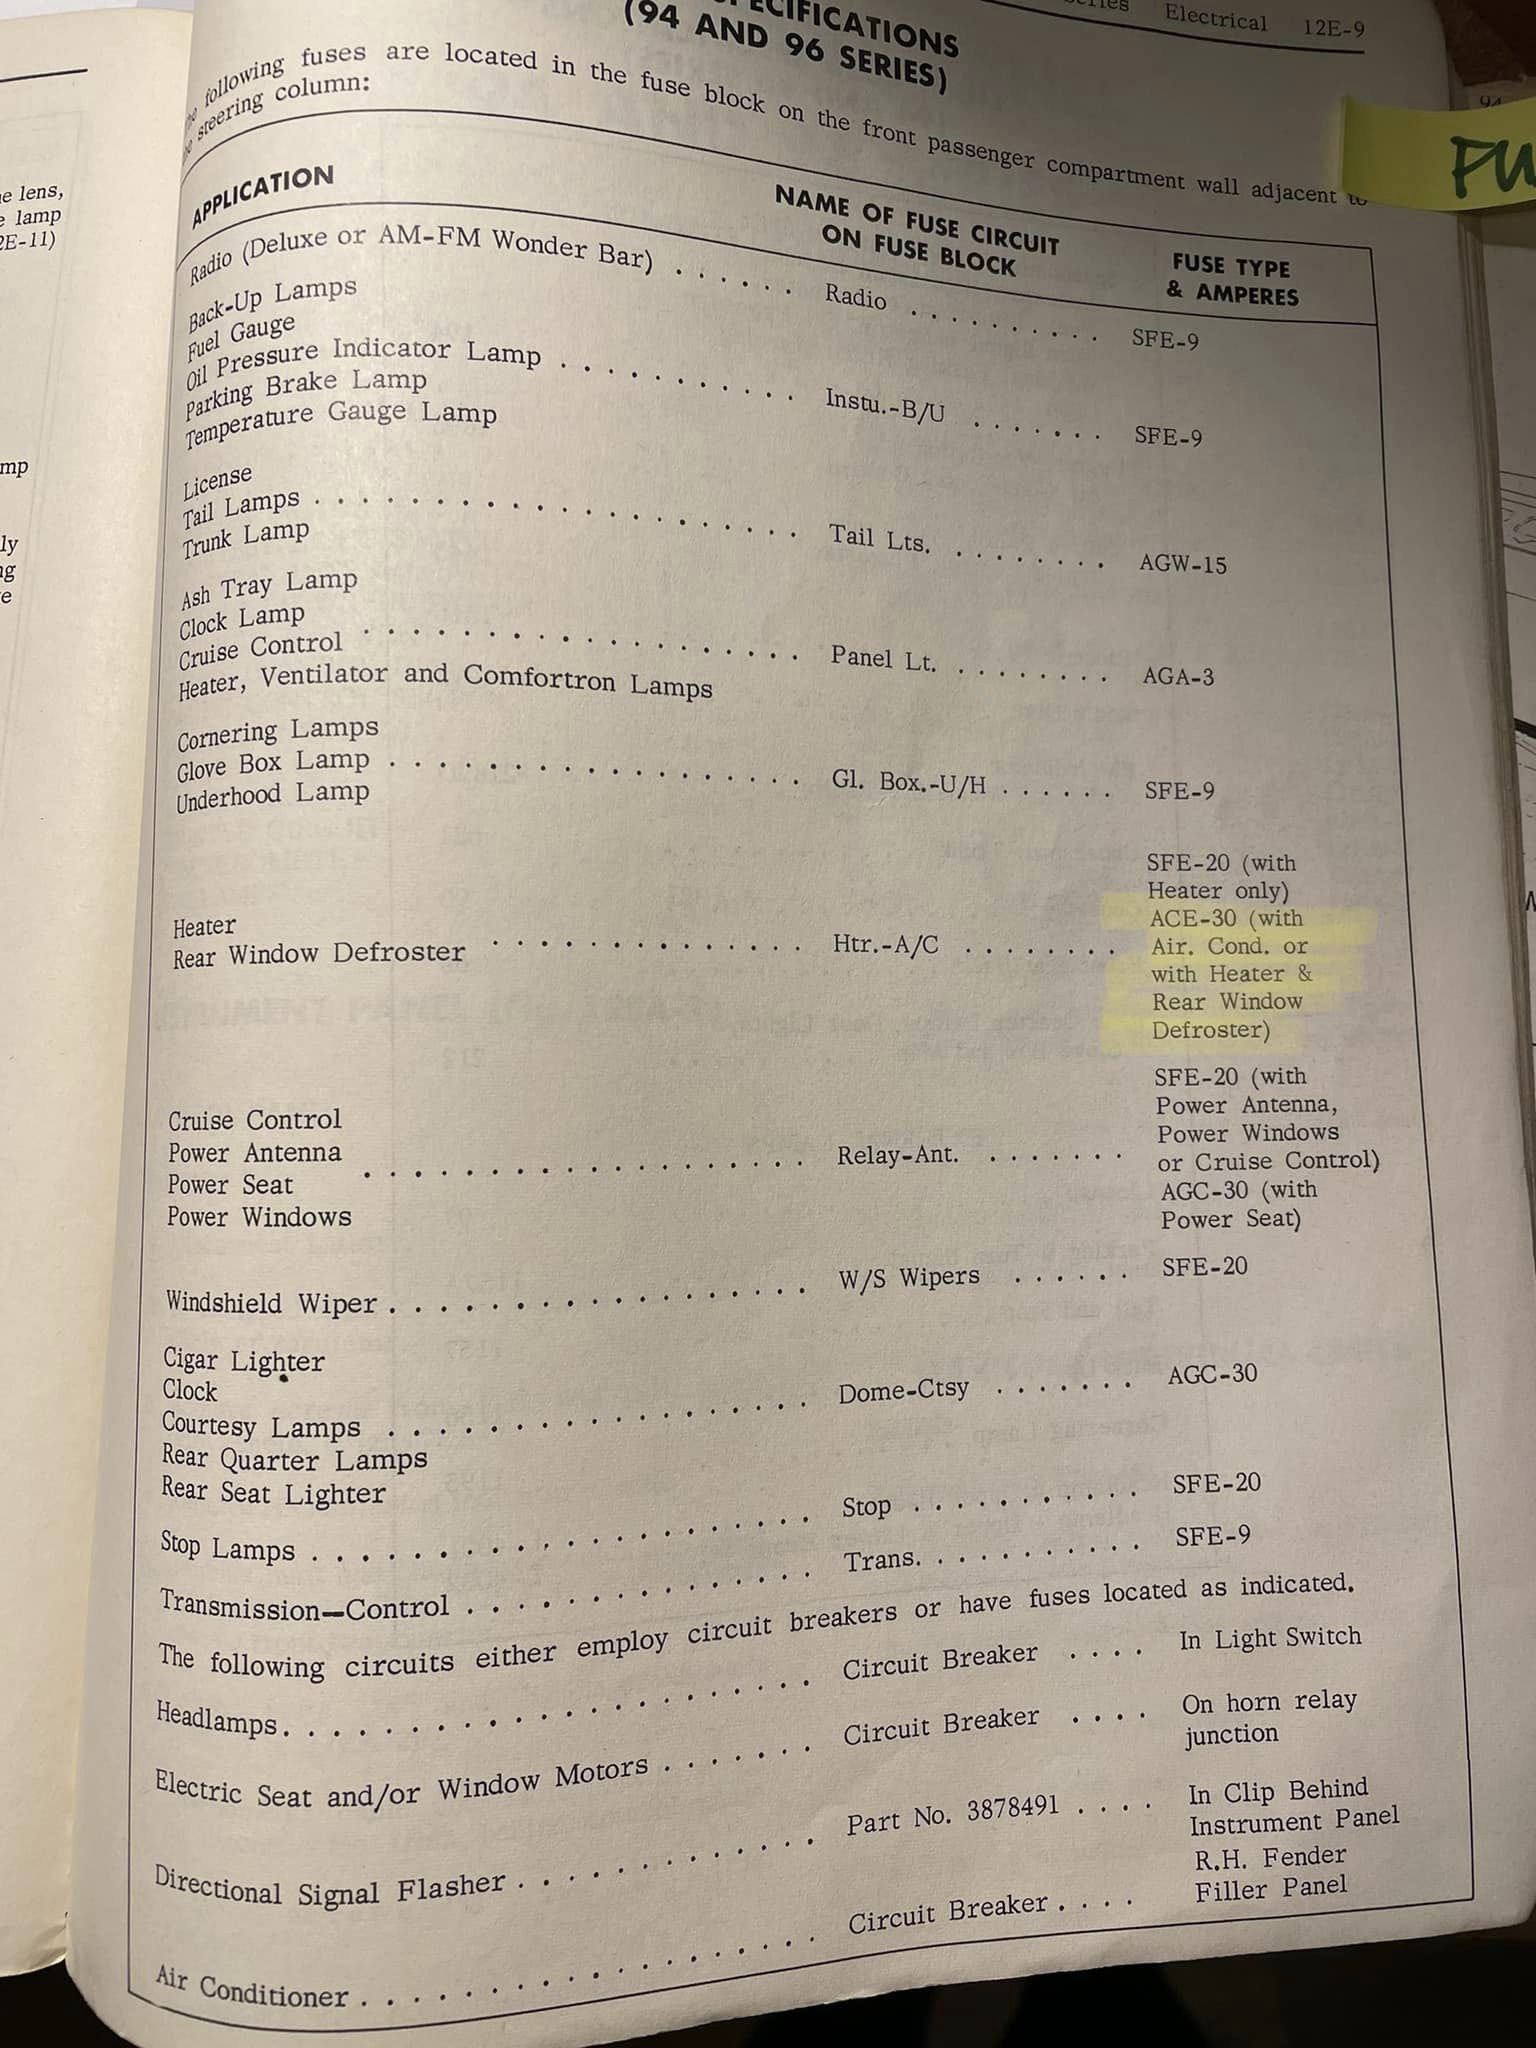 Electrical 12E-9
(94 AND 96 SERIES)
following fuses are located in the fuse block on the front passenger compartment wall adjacent to
steering column:
APPLICATION
NAME OF FUSE CIRCUIT
ON FUSE BLOCK
FUSE TYPE
& AMPERES
Radio (Deluxe or AM-FM Wonder Bar) . . . . . . Radio . . . . . . . . . . SFE-9
Back-Up Lamps
Fuel Gauge
Oil Pressure Indicator Lamp . . . . . . . . . . . . Instu.-B/U . . . . . . . SFE-9
Parking Brake Lamp
Temperature Gauge Lamp
License
Tail Lamps . . . . . . . . . . . . . . . . . . . . . . . Tail Lts. . . . . . . . . AGW-15
Trunk Lamp
Ash Tray Lamp
Clock Lamp
Cruise Control . . . . . . . . . . . . . . . . . . . . . Panel Lt. . . . . . . . . AGA-3
Heater, Ventilator and Comfortron Lamps
Cornering Lamps
Glove Box Lamp . . . . . . . . . . . . . . . . . . . . Gl. Box.-U/H . . . . . . SFE-9
Underhood Lamp
SFE-20 (with
Heater only)
Heater
Rear Window Defroster . . . . . . . . . . . . . . . Htr.-A/C . . . . . . . . ACE-30 (with
Air. Cond. or
with Heater &
Rear Window
Defroster)
Cruise Control
Power Antenna
Power Seat . . . . . . . . . . . . . . . . . . . . . . Relay-Ant. . . . . . . . SFE-20 (with
Power Windows
Power Antenna,
Power Windows
or Cruise Control)
AGC-30 (with
Power Seat)
Windshield Wiper . . . . . . . . . . . . . . . . . . . W/S Wipers . . . . . . SFE-20
Cigar Lighter
Clock
Courtesy Lamps . . . . . . . . . . . . . . . . . . . . Dome-Ctsy . . . . . . . AGC-30
Rear Quarter Lamps
Rear Seat Lighter
Stop Lamps . . . . . . . . . . . . . . . . . . . . . . . Stop . . . . . . . . . . . SFE-20
Transmission-Control . . . . . . . . . . . . . . . . Trans. . . . . . . . . . . SFE-9
The following circuits either employ circuit breakers or have fuses located as indicated.
Headlamps. . . . . . . . . . . . . . . . . . . . . . . . Circuit Breaker . . . . In Light Switch
Electric Seat and/or Window Motors . . . . . . . Circuit Breaker . . . . On horn relay
junction
Directional Signal Flasher . . . . . . . . . . . . . . Part No. 3878491 . . . . In Clip Behind
Instrument Panel
Air Conditioner . . . . . . . . . . . . . . . . . . . . . Circuit Breaker . . . . R.H. Fender
Filler Panel
e lens,
lamp
2E-11)